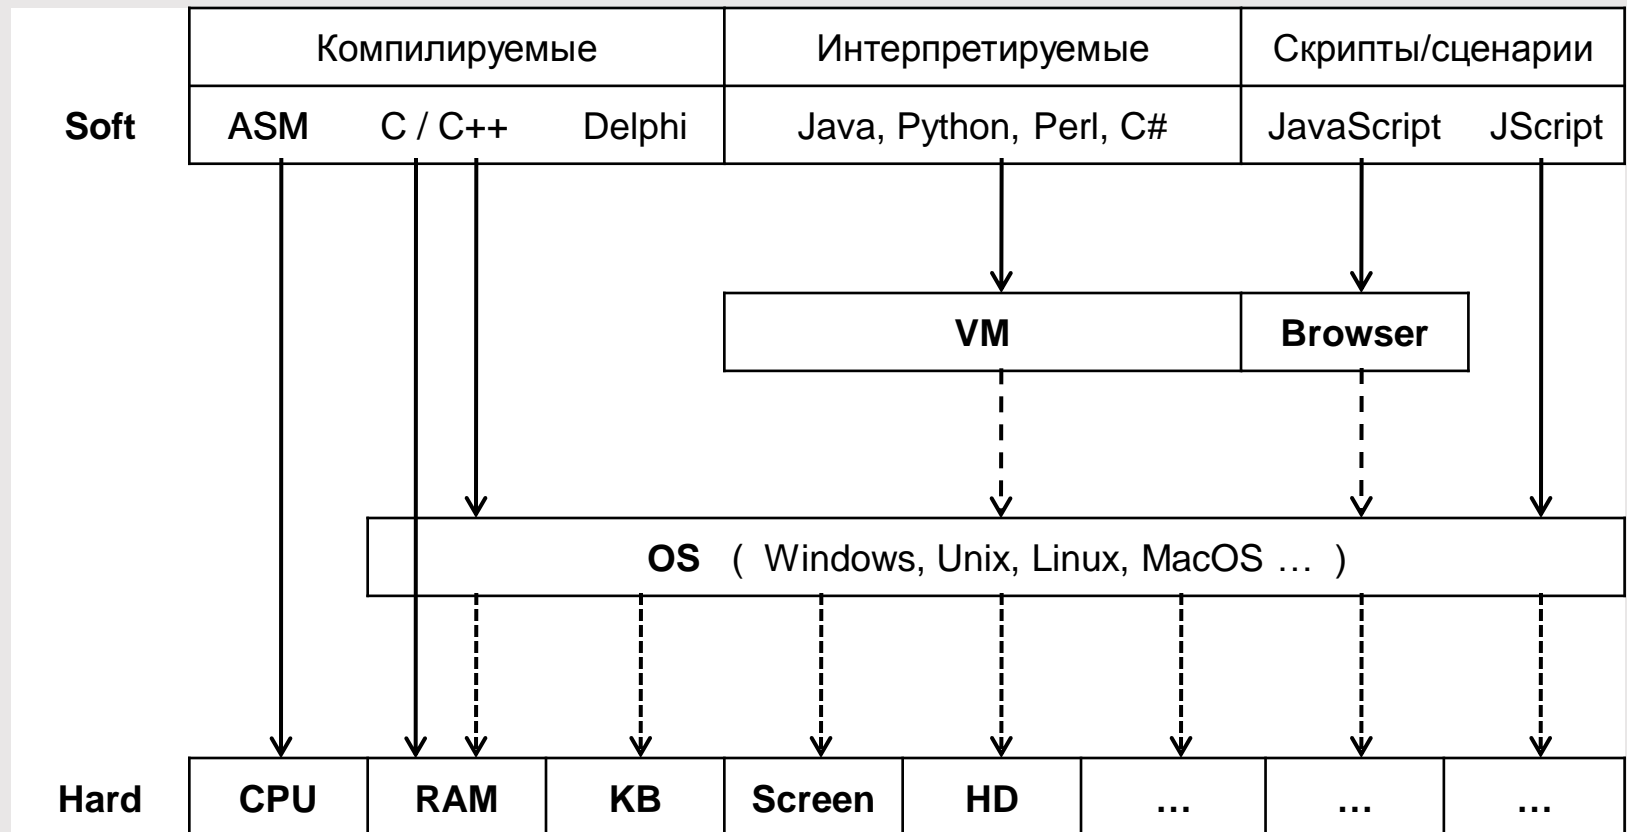 Компилируемые Интерпретируемые Скрипты/сценарии
Soft ASM C / C++ Delphi Java, Python, Perl, C# JavaScript JScript
VM Browser
OS ( Windows, Unix, Linux, MacOS … )
Hard CPU RAM KB Screen HD … … …